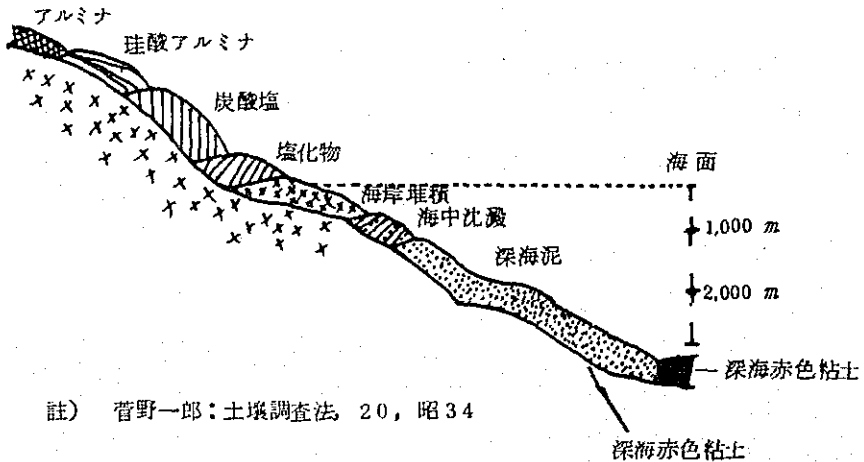 アルミナ
珪酸アルミナ
炭酸塩
塩化物
海面
海岸堆積
海中沈澱
1,000 m
深海泥
2,000 m
深海赤色粘土
註) 菅野一郎:土壌調査法, 20, 昭34
深海赤色粘土